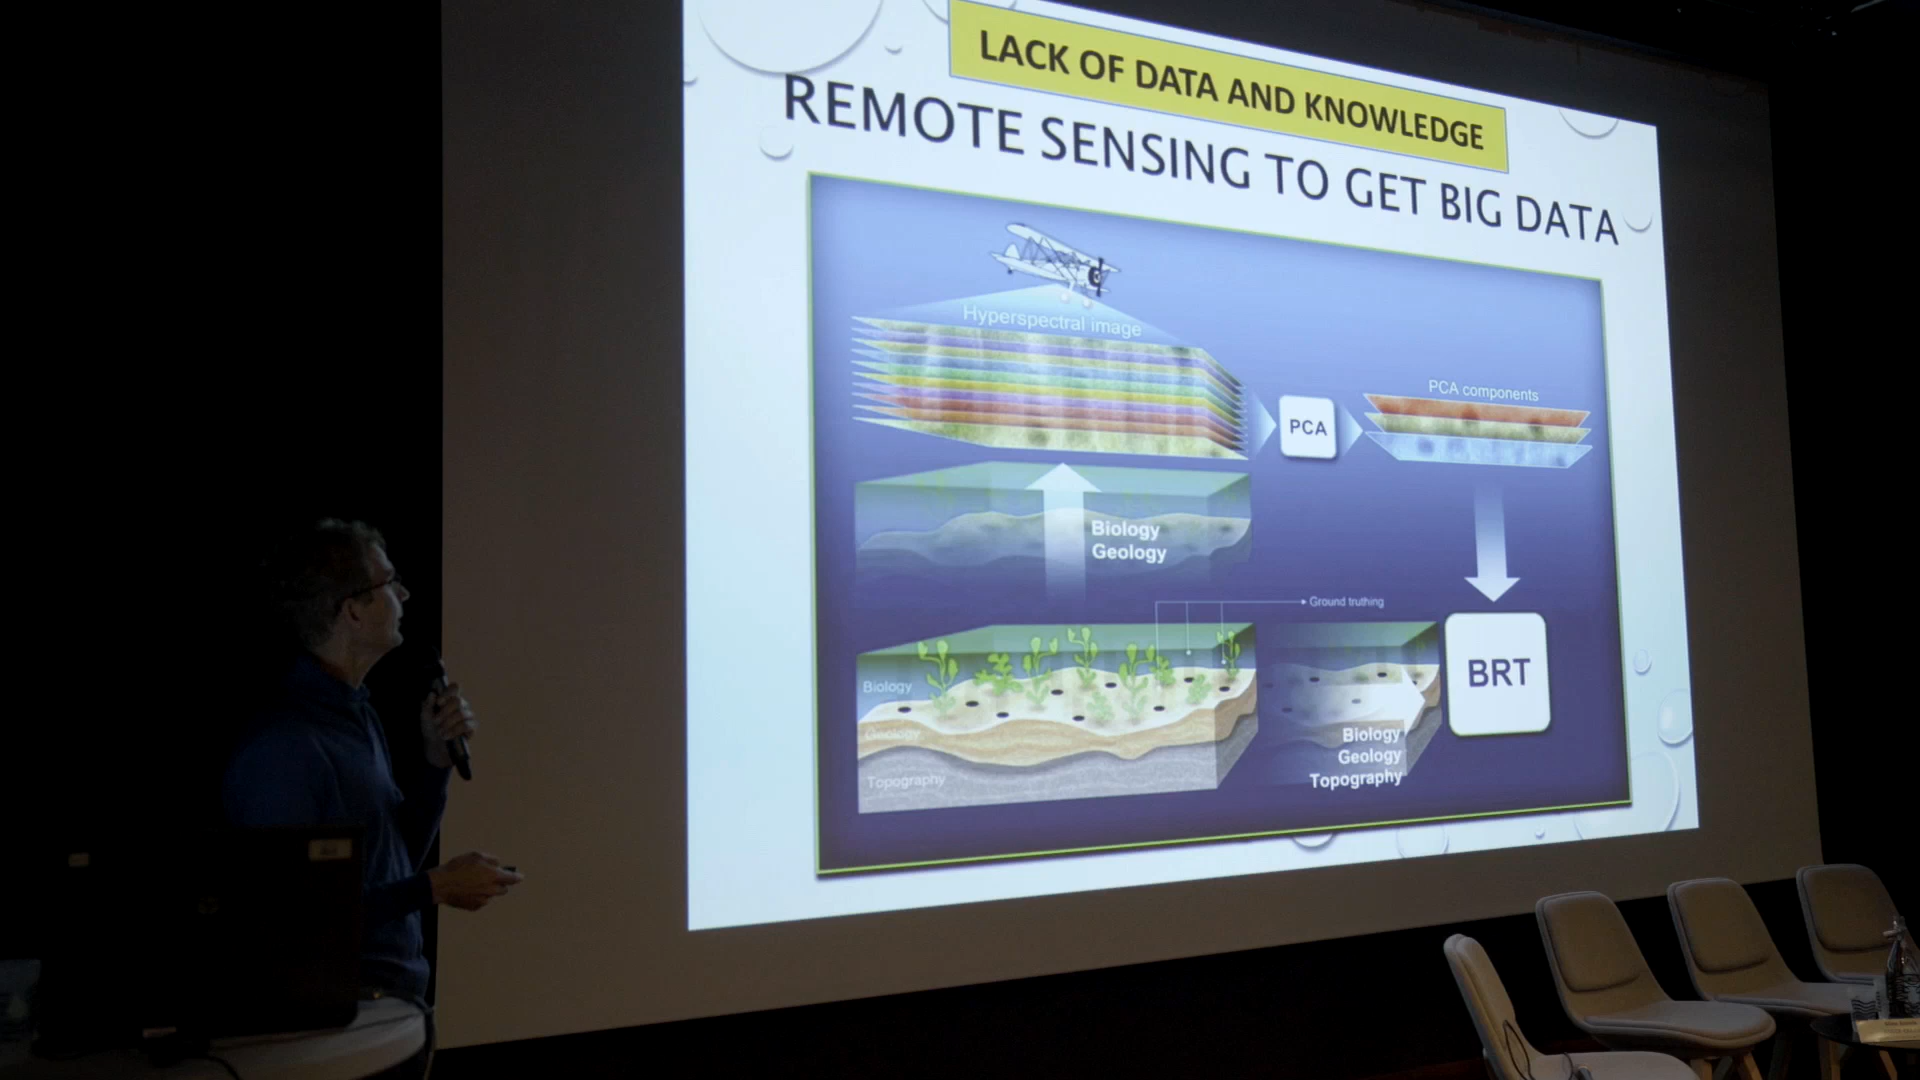 LACK OF DATA AND KNOWLEDGE
REMOTE SENSING TO GET BIG DATA
Hyperspectral image
PCA
PCA components
Biology
Geology
Ground truthing
Biology
Geology
Topography
Biology
Geology
Topography
BRT